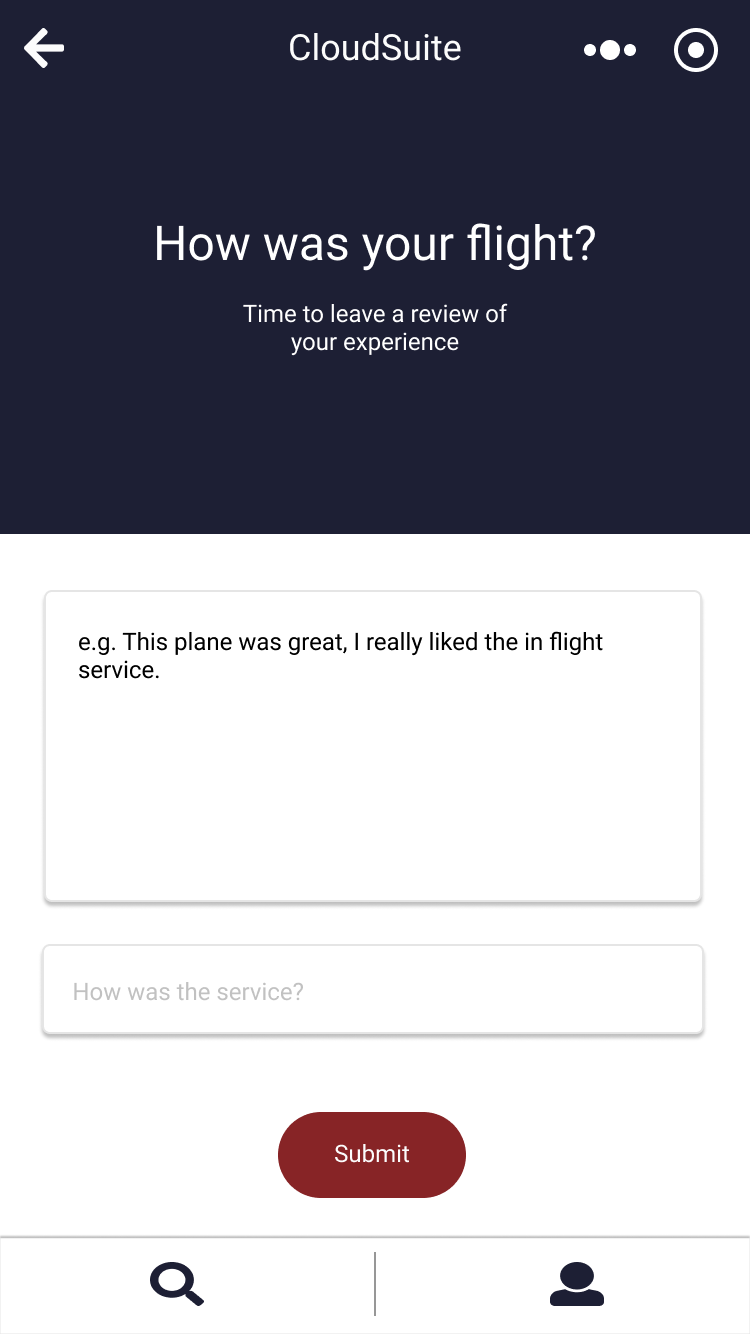 CloudSuite
How was your flight?
Time to leave a review of
your experience
e.g. This plane was great, I really liked the in flight
service.
How was the service?
Submit